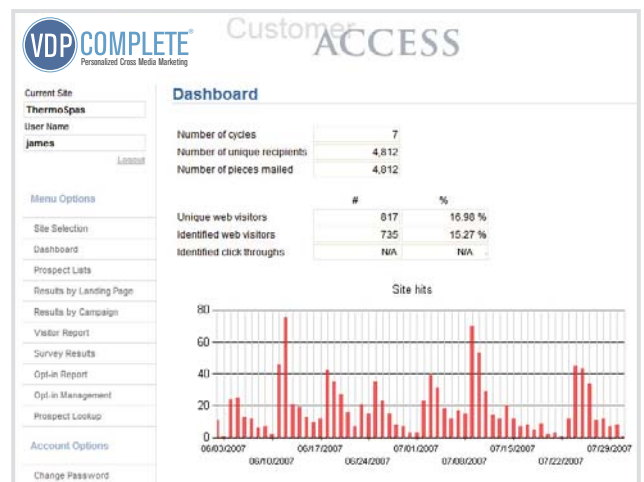 VDP COMPLETE®
Personalized Cross Media Marketing
Customer
ACCESS
Current Site
ThermoSpas
User Name
james
Logout
Menu Options
Site Selection
Dashboard
Prospect Lists
Results by Landing Page
Results by Campaign
Visitor Report
Survey Results
Opt-in Report
Opt-in Management
Prospect Lookup
Account Options
Change Password
Dashboard
Number of cycles 7
Number of unique recipients 4,812
Number of pieces mailed 4,812
# %
Unique web visitors 817 16.98 %
Identified web visitors 735 15.27 %
Identified click throughs N/A N/A
Site hits
80
60
40
20
0
06/03/2007 06/17/2007 07/01/2007 07/15/2007 07/29/2007
06/10/2007 06/24/2007 07/08/2007 07/22/2007